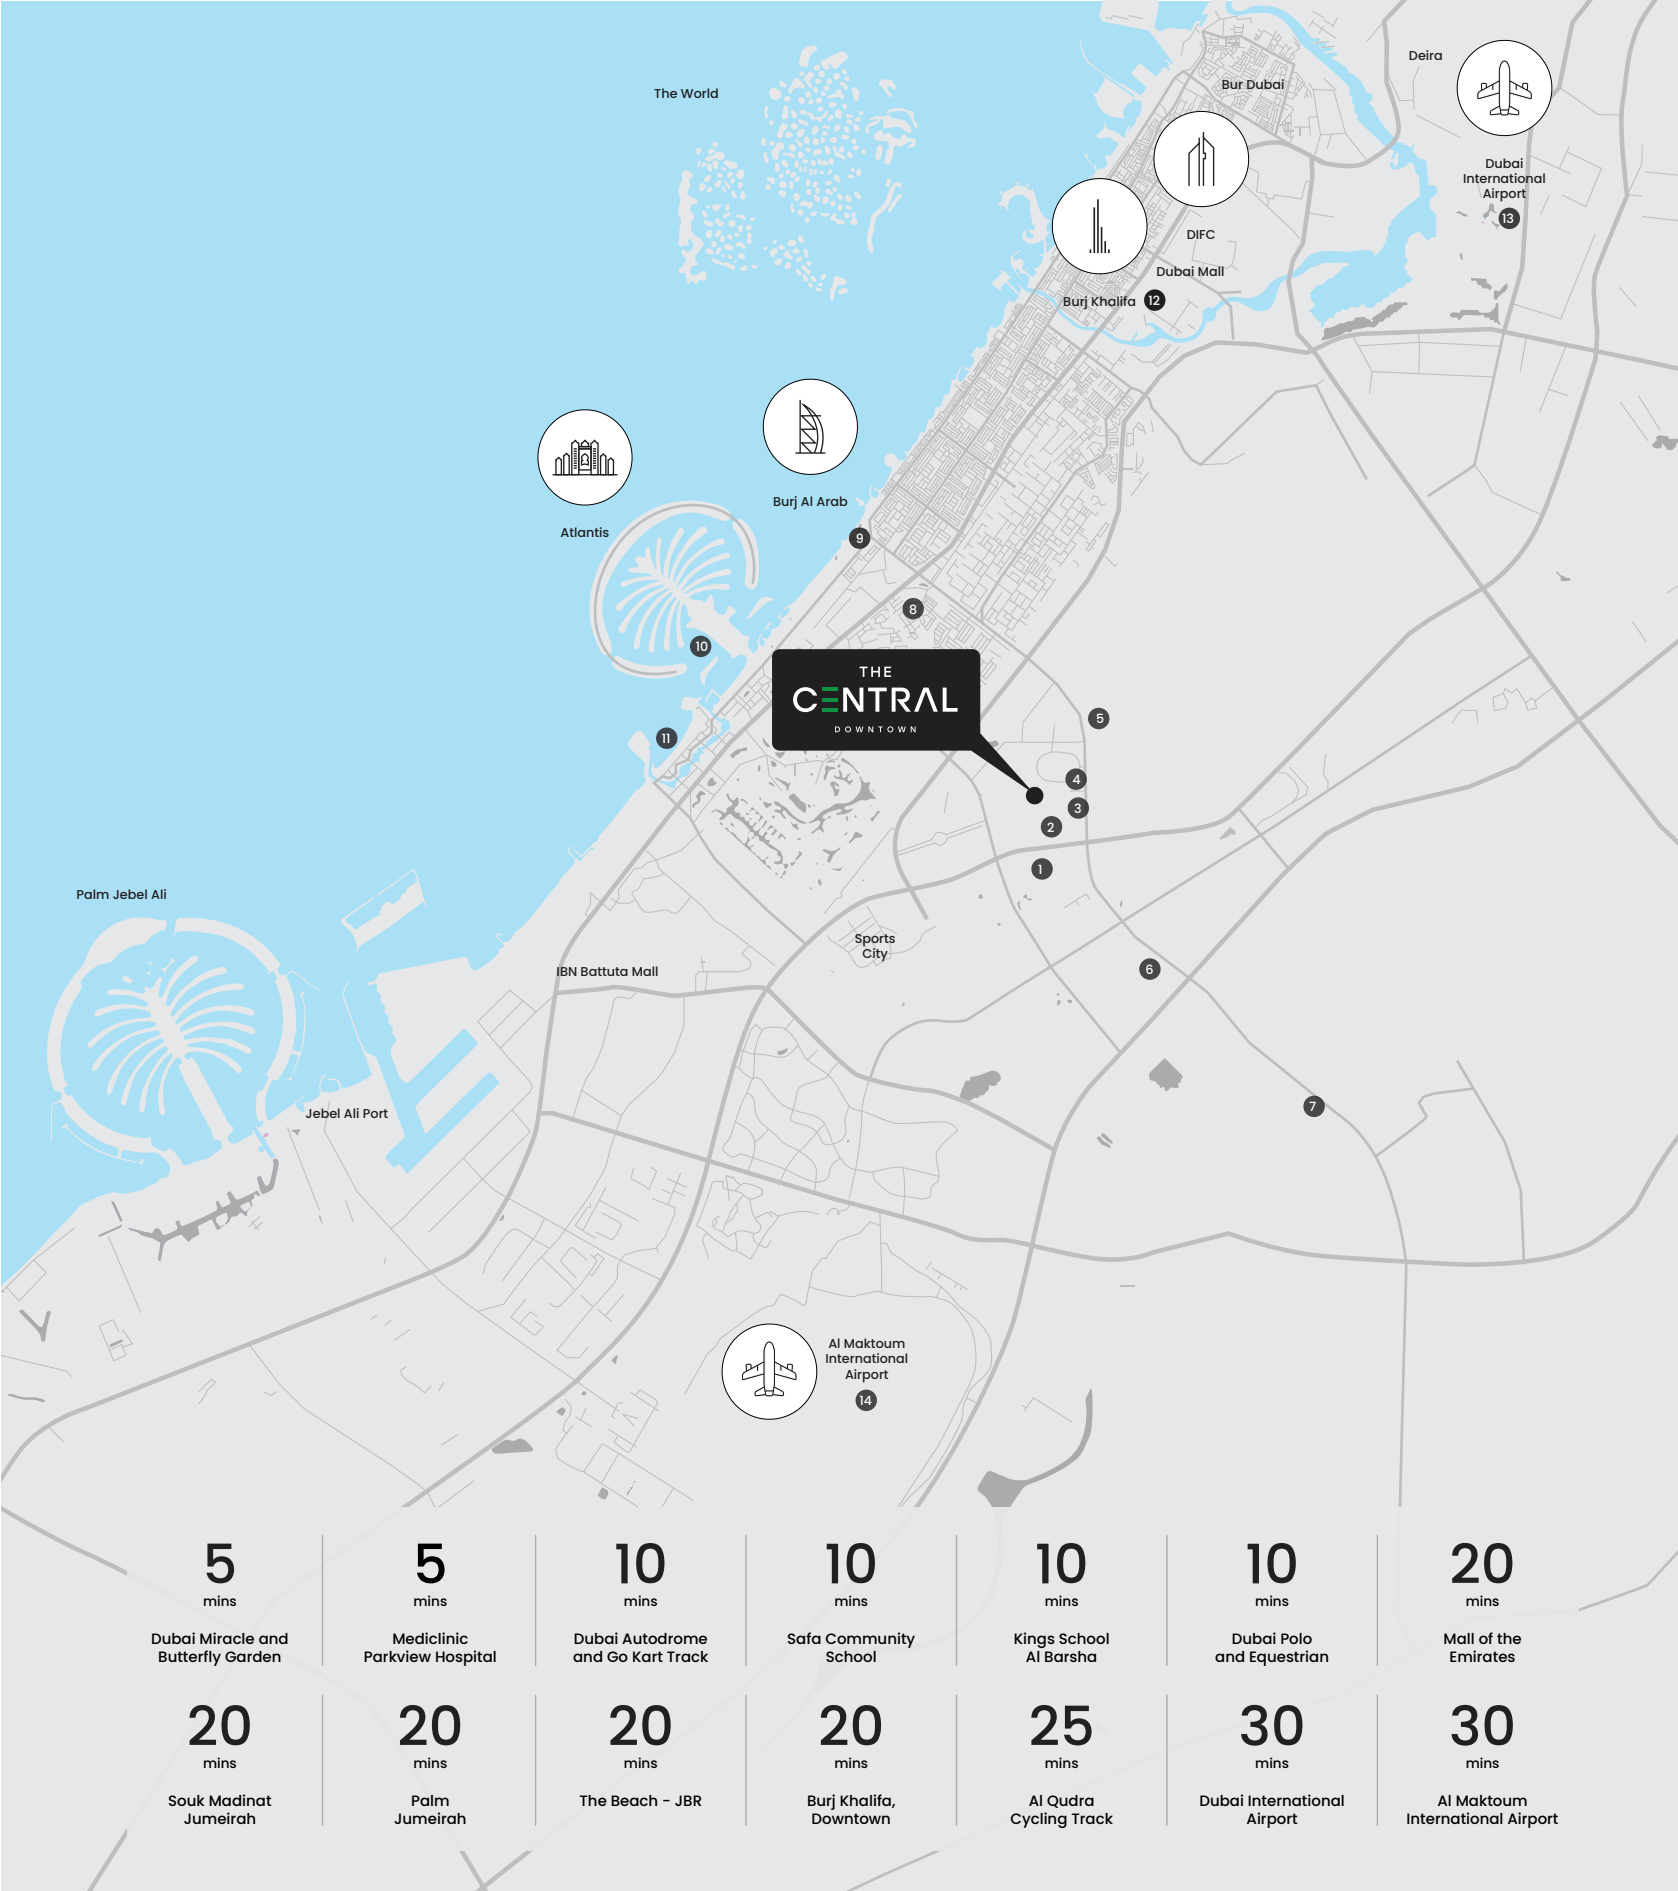 The World
Deira
Bur Dubai
Dubai
International
Airport
13
DIFC
Dubai Mall
Burj Khalifa 12
Burj Al Arab
Atlantis
9
8
10
THE
CENTRAL
DOWNTOWN
5
11
4
3
2
1
Palm Jebel Ali
Sports
City
IBN Battuta Mall
6
7
Jebel Ali Port
Al Maktoum
International
Airport
14
5
mins
Dubai Miracle and
Butterfly Garden
5
mins
Mediclinic
Parkview Hospital
10
mins
Dubai Autodrome
and Go Kart Track
10
mins
Safa Community
School
10
mins
Kings School
Al Barsha
10
mins
Dubai Polo
and Equestrian
20
mins
Mall of the
Emirates
20
mins
Souk Madinat
Jumeirah
20
mins
Palm
Jumeirah
20
mins
The Beach - JBR
20
mins
Burj Khalifa,
Downtown
25
mins
Al Qudra
Cycling Track
30
mins
Dubai International
Airport
30
mins
Al Maktoum
International Airport